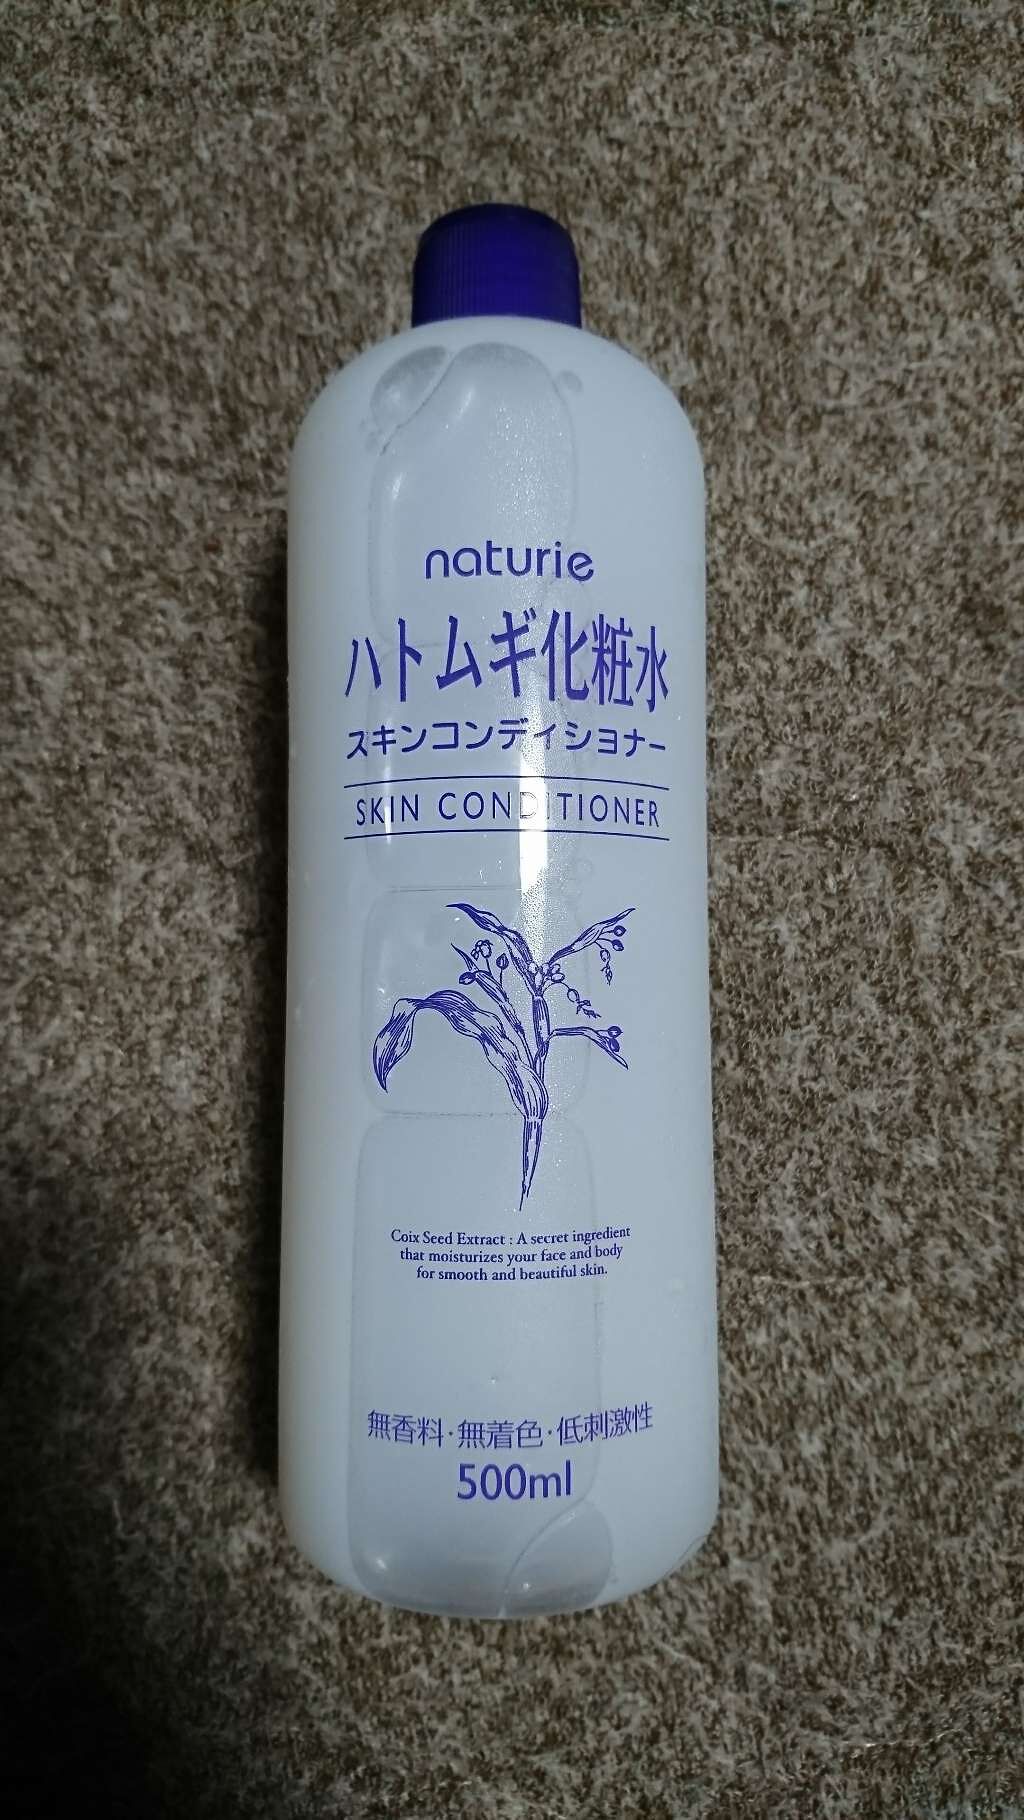 naturie
ハトムギ化粧水
スキンコンディショナー
SKIN CONDITIONER
Coix Seed Extract : A secret ingredient
that moisturizes your face and body
for smooth and beautiful skin.
無香料・無着色・低刺激性
500ml